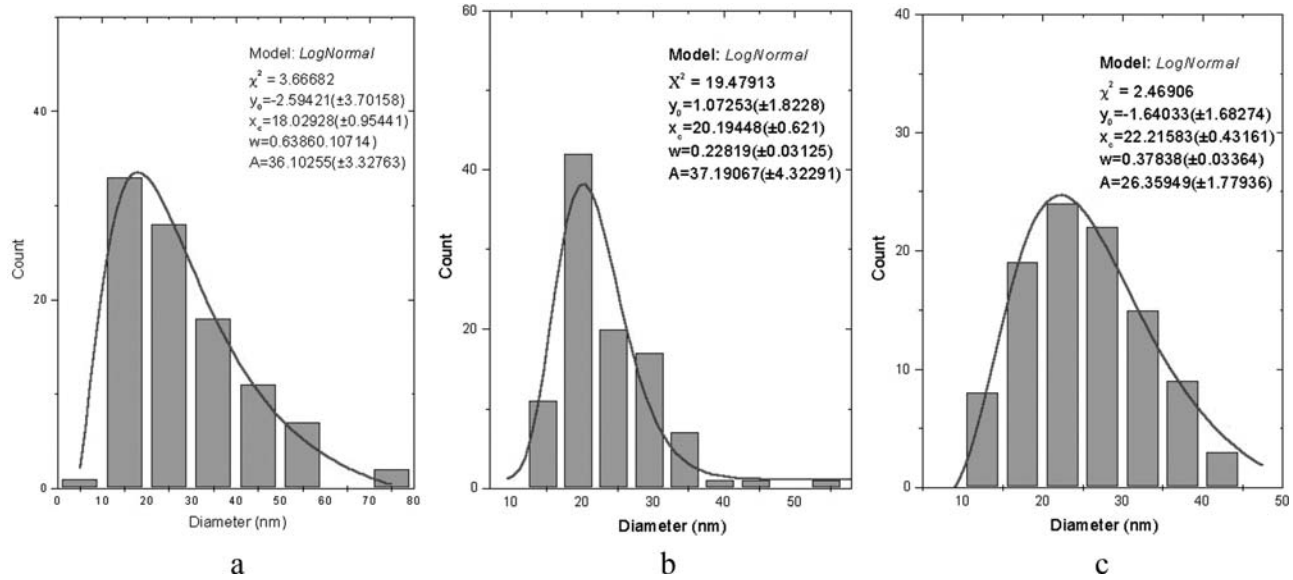 Model: LogNormal
χ² = 3.66682
y₀=-2.59421(±3.70158)
x꜀=18.02928(±0.95441)
w=0.63860.10714)
A=36.10255(±3.32763)
40
20
0
Count
0 10 20 30 40 50 60 70 80
Diameter (nm)
a
60
Model: LogNormal
X² = 19.47913
y₀=1.07253(±1.8228)
x꜀=20.19448(±0.621)
w=0.22819(±0.03125)
A=37.19067(±4.32291)
40
20
0
Count
10 20 30 40 50
Diameter (nm)
b
40
Model: LogNormal
χ² = 2.46906
y₀=-1.64033(±1.68274)
x꜀=22.21583(±0.43161)
w=0.37838(±0.03364)
A=26.35949(±1.77936)
30
20
10
0
Count
10 20 30 40 50
Diameter (nm)
c